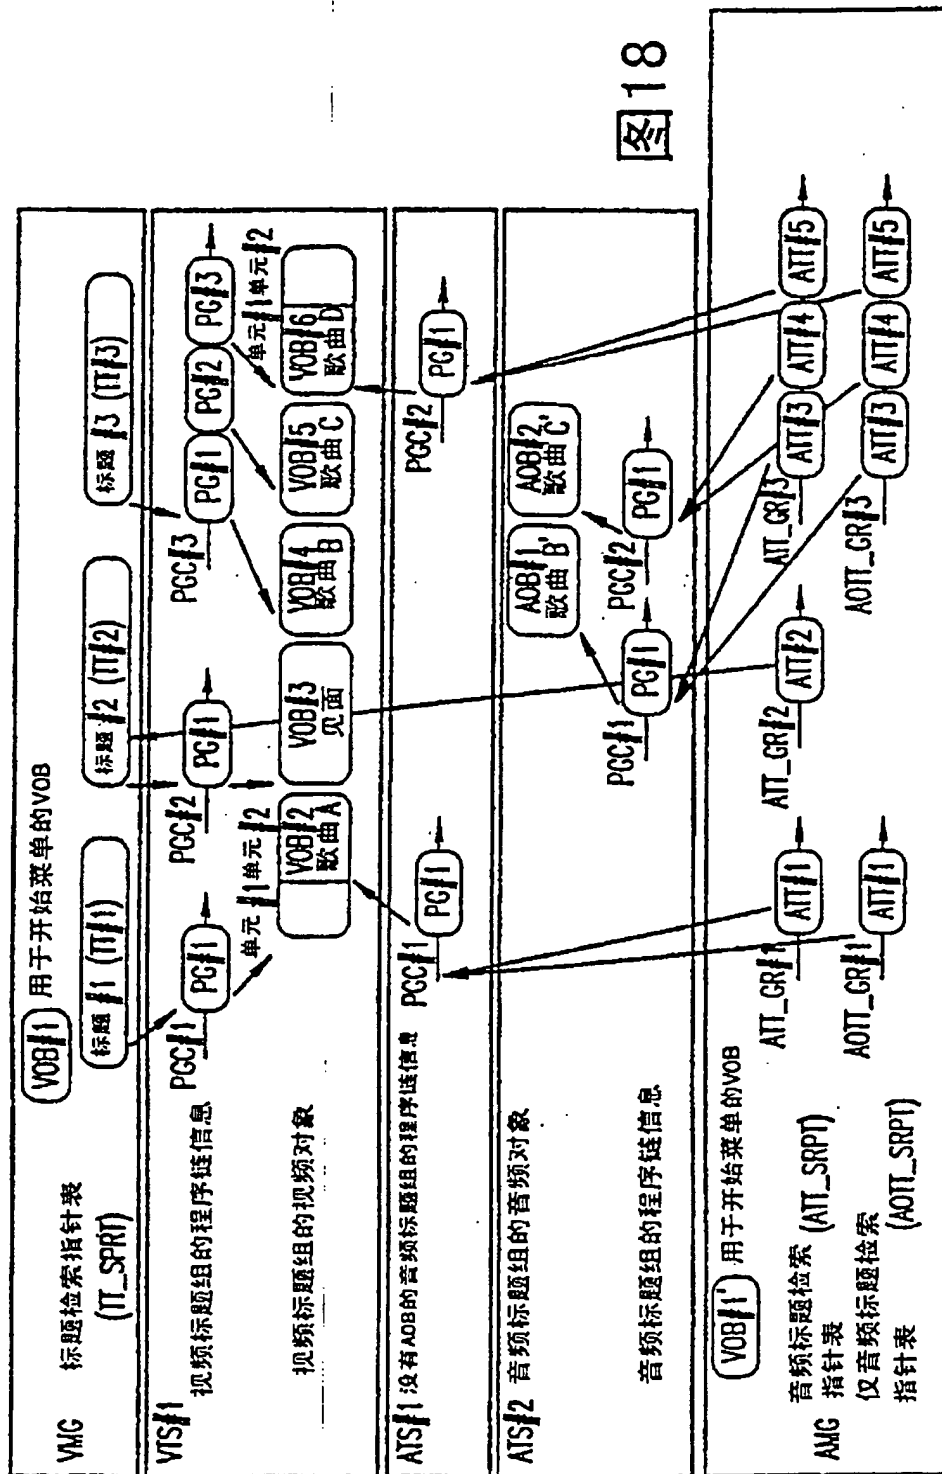 图18
VMG
标题检索指针表
(TT_SPRT)
VOB#1 用于开始菜单的VOB
标题 #1 (TT#1)
标题 #2 (TT#2)
标题 #3 (TT#3)
VTS#1
视频标题组的程序链信息
PGC#1
PG#1
PGC#2
PG#1
PGC#3
PG#1
PG#2
PG#3
视频标题组的视频对象
单元#1 单元#2
VOB#2
歌曲A
VOB#3
见面
VOB#4
歌曲B
VOB#5
歌曲C
单元#1 单元#2
VOB#6
歌曲D
ATS#1 没有AOB的音频标题组的程序链信息
PGC#1
PG#1
PGC#2
PG#1
ATS#2 音频标题组的音频对象
AOB#1
歌曲B'
AOB#2
歌曲C'
音频标题组的程序链信息
PGC#1
PG#1
PGC#2
PG#1
AMG
VOB#1' 用于开始菜单的VOB
音频标题检索
指针表
(ATT_SRPT)
ATT_GR#1
ATT#1
ATT_GR#2
ATT#2
ATT_GR#3
ATT#3
ATT#4
ATT#5
仅音频标题检索
指针表
(AOTT_SRPT)
AOTT_GR#1
ATT#1
AOTT_GR#3
ATT#3
ATT#4
ATT#5